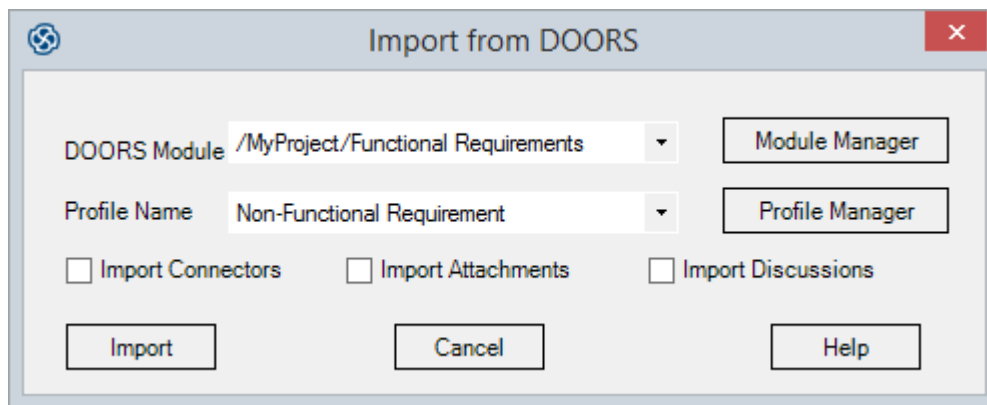 Import from DOORS
DOORS Module /MyProject/Functional Requirements Module Manager
Profile Name Non-Functional Requirement Profile Manager
Import Connectors Import Attachments Import Discussions
Import Cancel Help